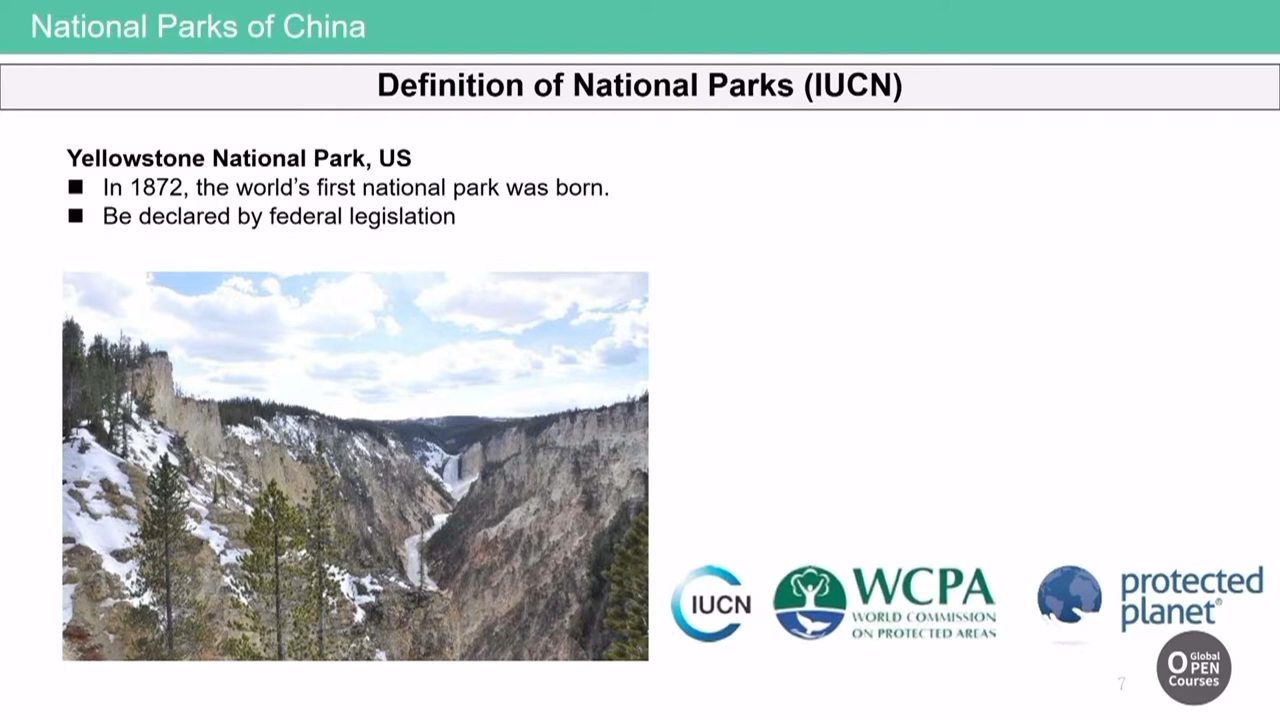 National Parks of China
Definition of National Parks (IUCN)
Yellowstone National Park, US
■ In 1872, the world’s first national park was born.
■ Be declared by federal legislation
IUCN
WCPA
WORLD COMMISSION
ON PROTECTED AREAS
protected
planet®
7
Global
OPEN
Courses